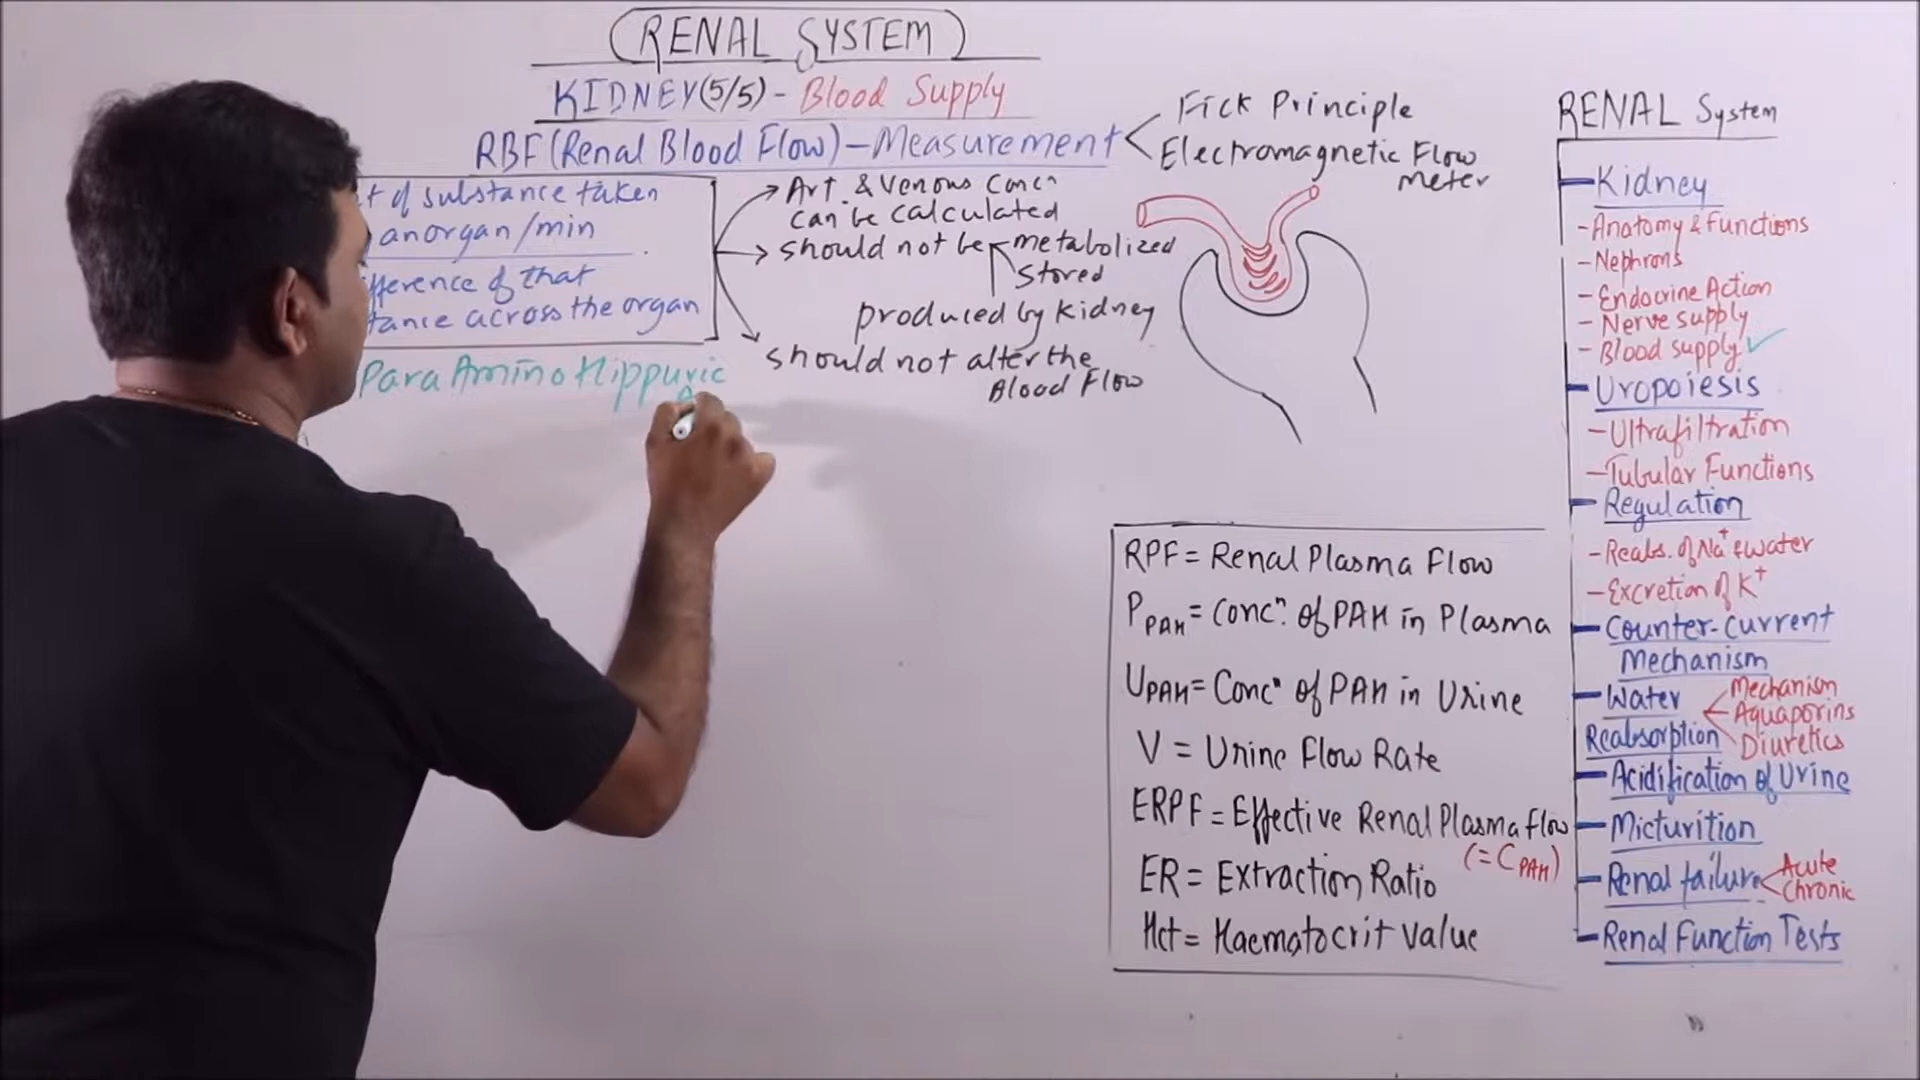 RENAL SYSTEM
KIDNEY(5/5) - Blood Supply
RBF (Renal Blood Flow) - Measurement
Fick Principle
Electromagnetic Flow
Meter
of substance taken
an organ/min
fference of that
tance across the organ
Para Amino Hippuric
Art. & Venous Concn
can be calculated
should not be metabolized
stored
produced by kidney
should not alter the
Blood Flow
RPF = Renal Plasma Flow
PPAH = Concn. of PAH in Plasma
UPAH = Concn of PAH in Urine
V = Urine Flow Rate
ERPF = Effective Renal Plasma flow
(= CPAH)
ER = Extraction Ratio
Hct = Haematocrit value
RENAL System
Kidney
- Anatomy & Functions
- Nephrons
- Endocrine Action
- Nerve supply
- Blood supply ✓
Uropoiesis
- Ultrafiltration
- Tubular Functions
Regulation
- Reabs. of Na+ & water
- Excretion of K+
Counter-current
Mechanism
Water
Reabsorption
Mechanism
Aquaporins
Diuretics
Acidification of Urine
Micturition
Renal failure
Acute
Chronic
Renal Function Tests